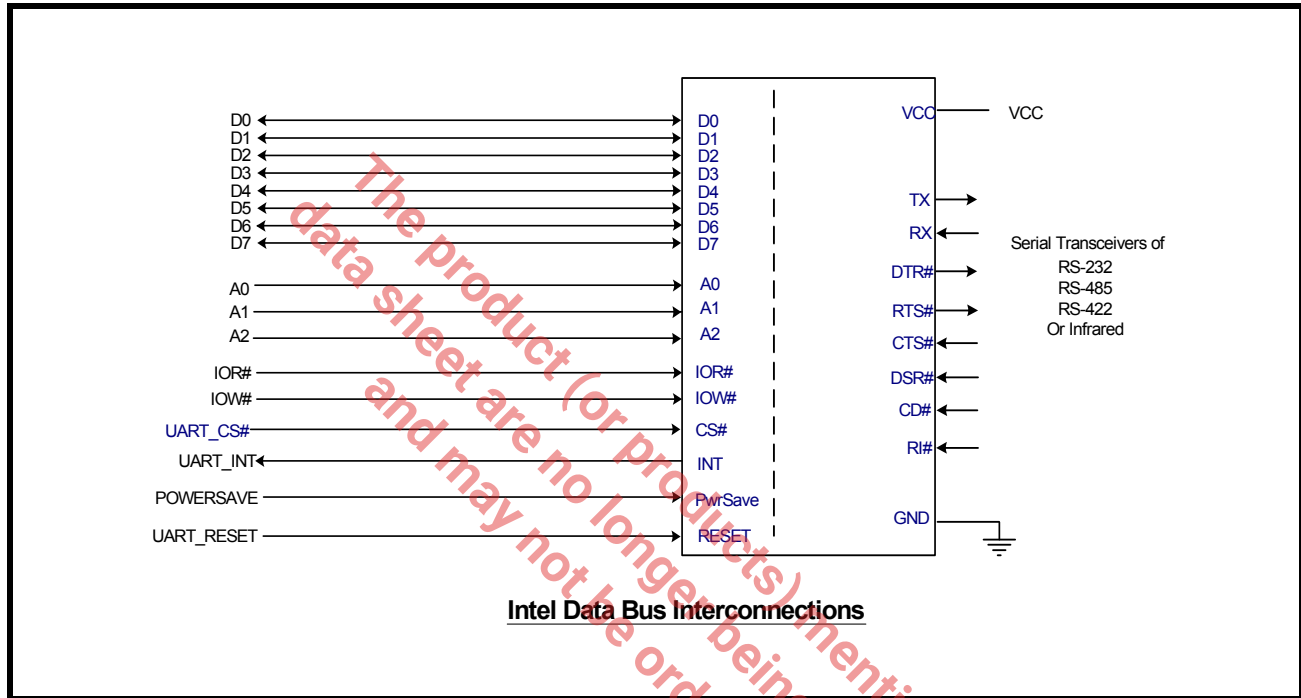 D0
D1
D2
D3
D4
D5
D6
D7
A0
A1
A2
IOR#
IOW#
UART_CS#
UART_INT
POWERSAVE
UART_RESET
D0
D1
D2
D3
D4
D5
D6
D7
A0
A1
A2
IOR#
IOW#
CS#
INT
PwrSave
RESET
VCC
TX
RX
DTR#
RTS#
CTS#
DSR#
CD#
RI#
GND
VCC
Serial Transceivers of
RS-232
RS-485
RS-422
Or Infrared
Intel Data Bus Interconnections
The product (or products) menti
data sheet are no longer being
and may not be ord